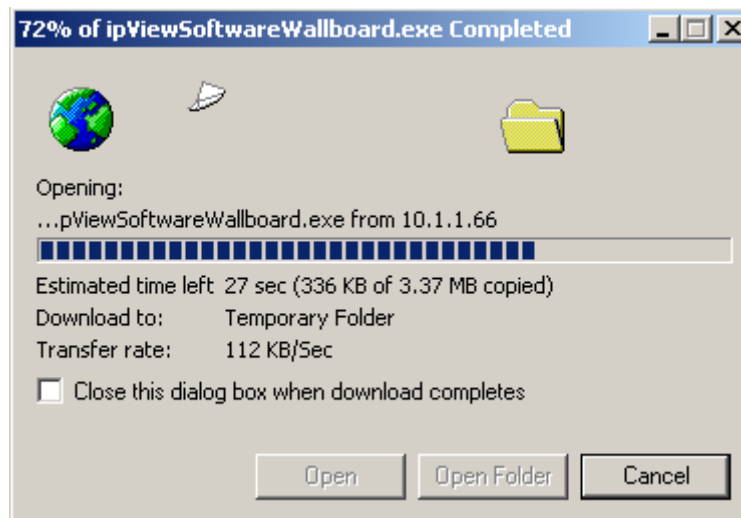 72% of ipViewSoftwareWallboard.exe Completed
Opening:
...pViewSoftwareWallboard.exe from 10.1.1.66
Estimated time left 27 sec (336 KB of 3.37 MB copied)
Download to: Temporary Folder
Transfer rate: 112 KB/Sec
Close this dialog box when download completes
Open Open Folder Cancel